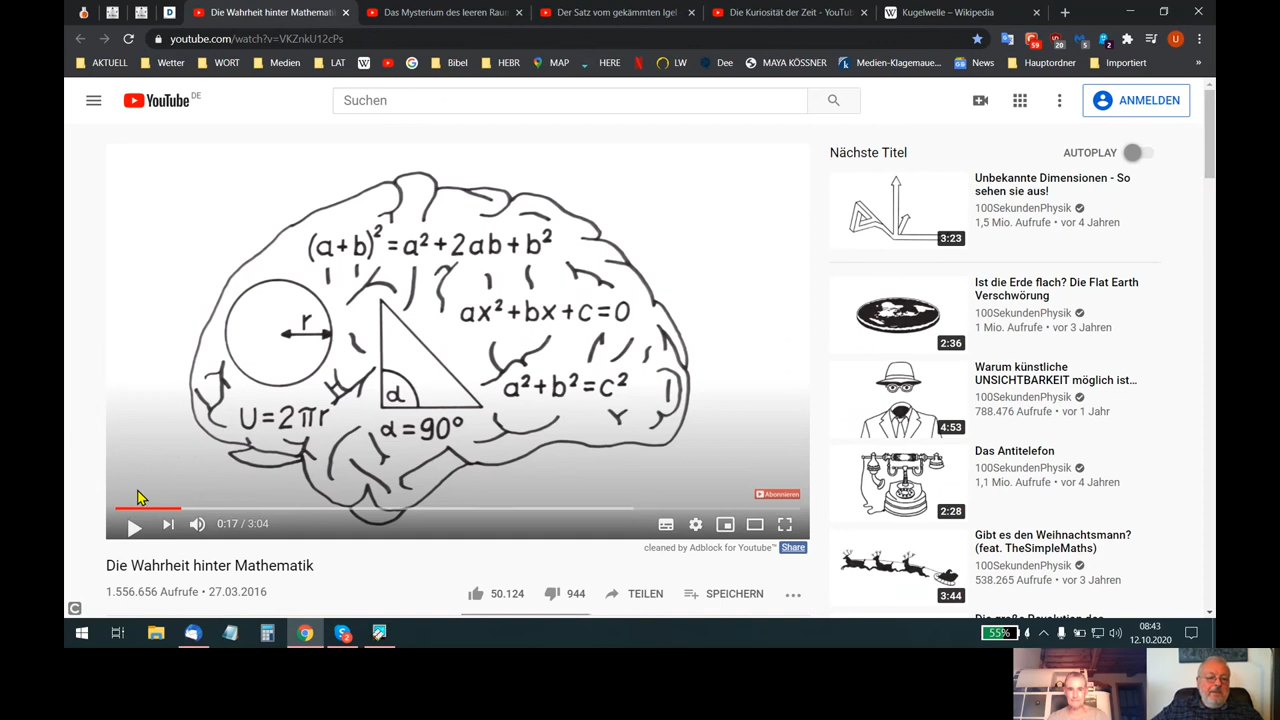 Die Wahrheit hinter Mathemati
Das Mysterium des leeren Raun
Der Satz vom gekämmten Igel
Die Kuriosität der Zeit - YouTub
Kugelwelle – Wikipedia
youtube.com/watch?v=VKZnkU12cPs
59
20
5
2
U
AKTUELL
Wetter
WORT
Medien
LAT
Bibel
HEBR
MAP
HERE
LW
Dee
MAYA KÖSSNER
Medien-Klagemaue...
News
Hauptordner
Importiert
»
YouTube DE
Suchen
ANMELDEN
(a+b)²=a²+2ab+b²
ax²+bx+c=0
r
a²+b²=c²
α
U=2πr
α=90°
Abonnieren
0:17 / 3:04
cleaned by Adblock for Youtube™ Share
Die Wahrheit hinter Mathematik
1.556.656 Aufrufe • 27.03.2016
50.124
944
TEILEN
SPEICHERN
Nächste Titel
AUTOPLAY
Unbekannte Dimensionen - So
sehen sie aus!
100SekundenPhysik
1,5 Mio. Aufrufe • vor 4 Jahren
3:23
Ist die Erde flach? Die Flat Earth
Verschwörung
100SekundenPhysik
1 Mio. Aufrufe • vor 3 Jahren
2:36
Warum künstliche
UNSICHTBARKEIT möglich ist...
100SekundenPhysik
788.476 Aufrufe • vor 1 Jahr
4:53
Das Antitelefon
100SekundenPhysik
1,1 Mio. Aufrufe • vor 4 Jahren
2:28
Gibt es den Weihnachtsmann?
(feat. TheSimpleMaths)
100SekundenPhysik
538.265 Aufrufe • vor 3 Jahren
3:44
55%
08:43
12.10.2020